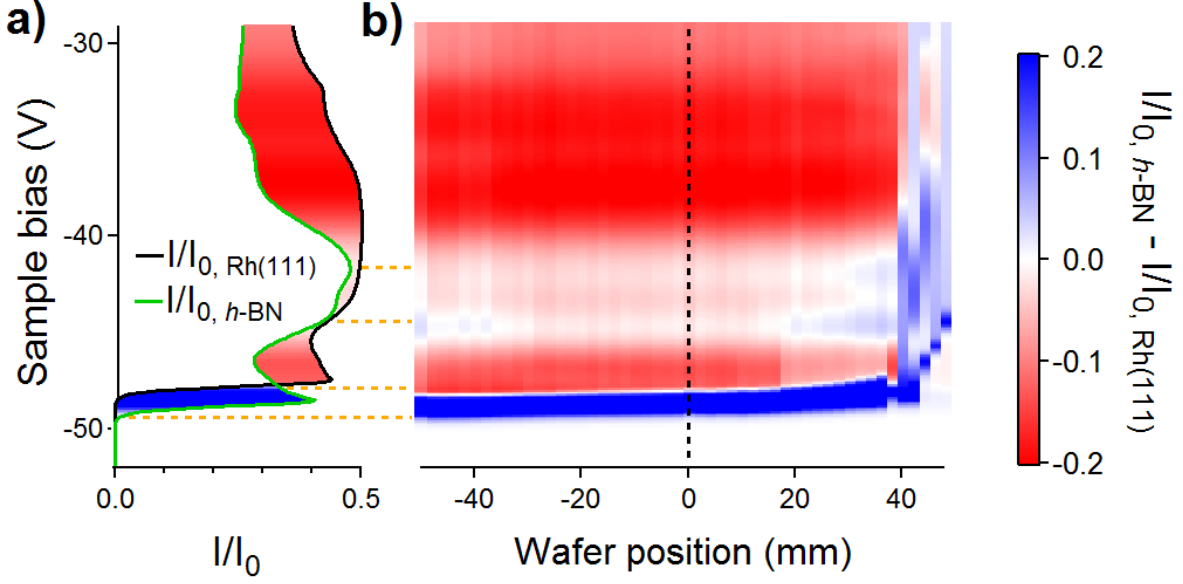 a)
b)
Sample bias (V)
-30
-40
-50
I/I0, Rh(111)
I/I0, h-BN
0.0
0.5
I/I0
-40
-20
0
20
40
Wafer position (mm)
0.2
0.1
0.0
-0.1
-0.2
I/I0, h-BN - I/I0, Rh(111)